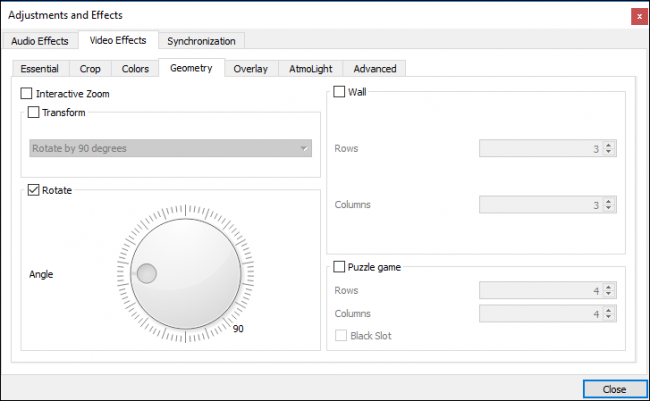 Adjustments and Effects
x
Audio Effects Video Effects Synchronization
Essential Crop Colors Geometry Overlay AtmoLight Advanced
Interactive Zoom
Transform
Rotate by 90 degrees
Rotate
Angle
90
Wall
Rows 3
Columns 3
Puzzle game
Rows 4
Columns 4
Black Slot
Close